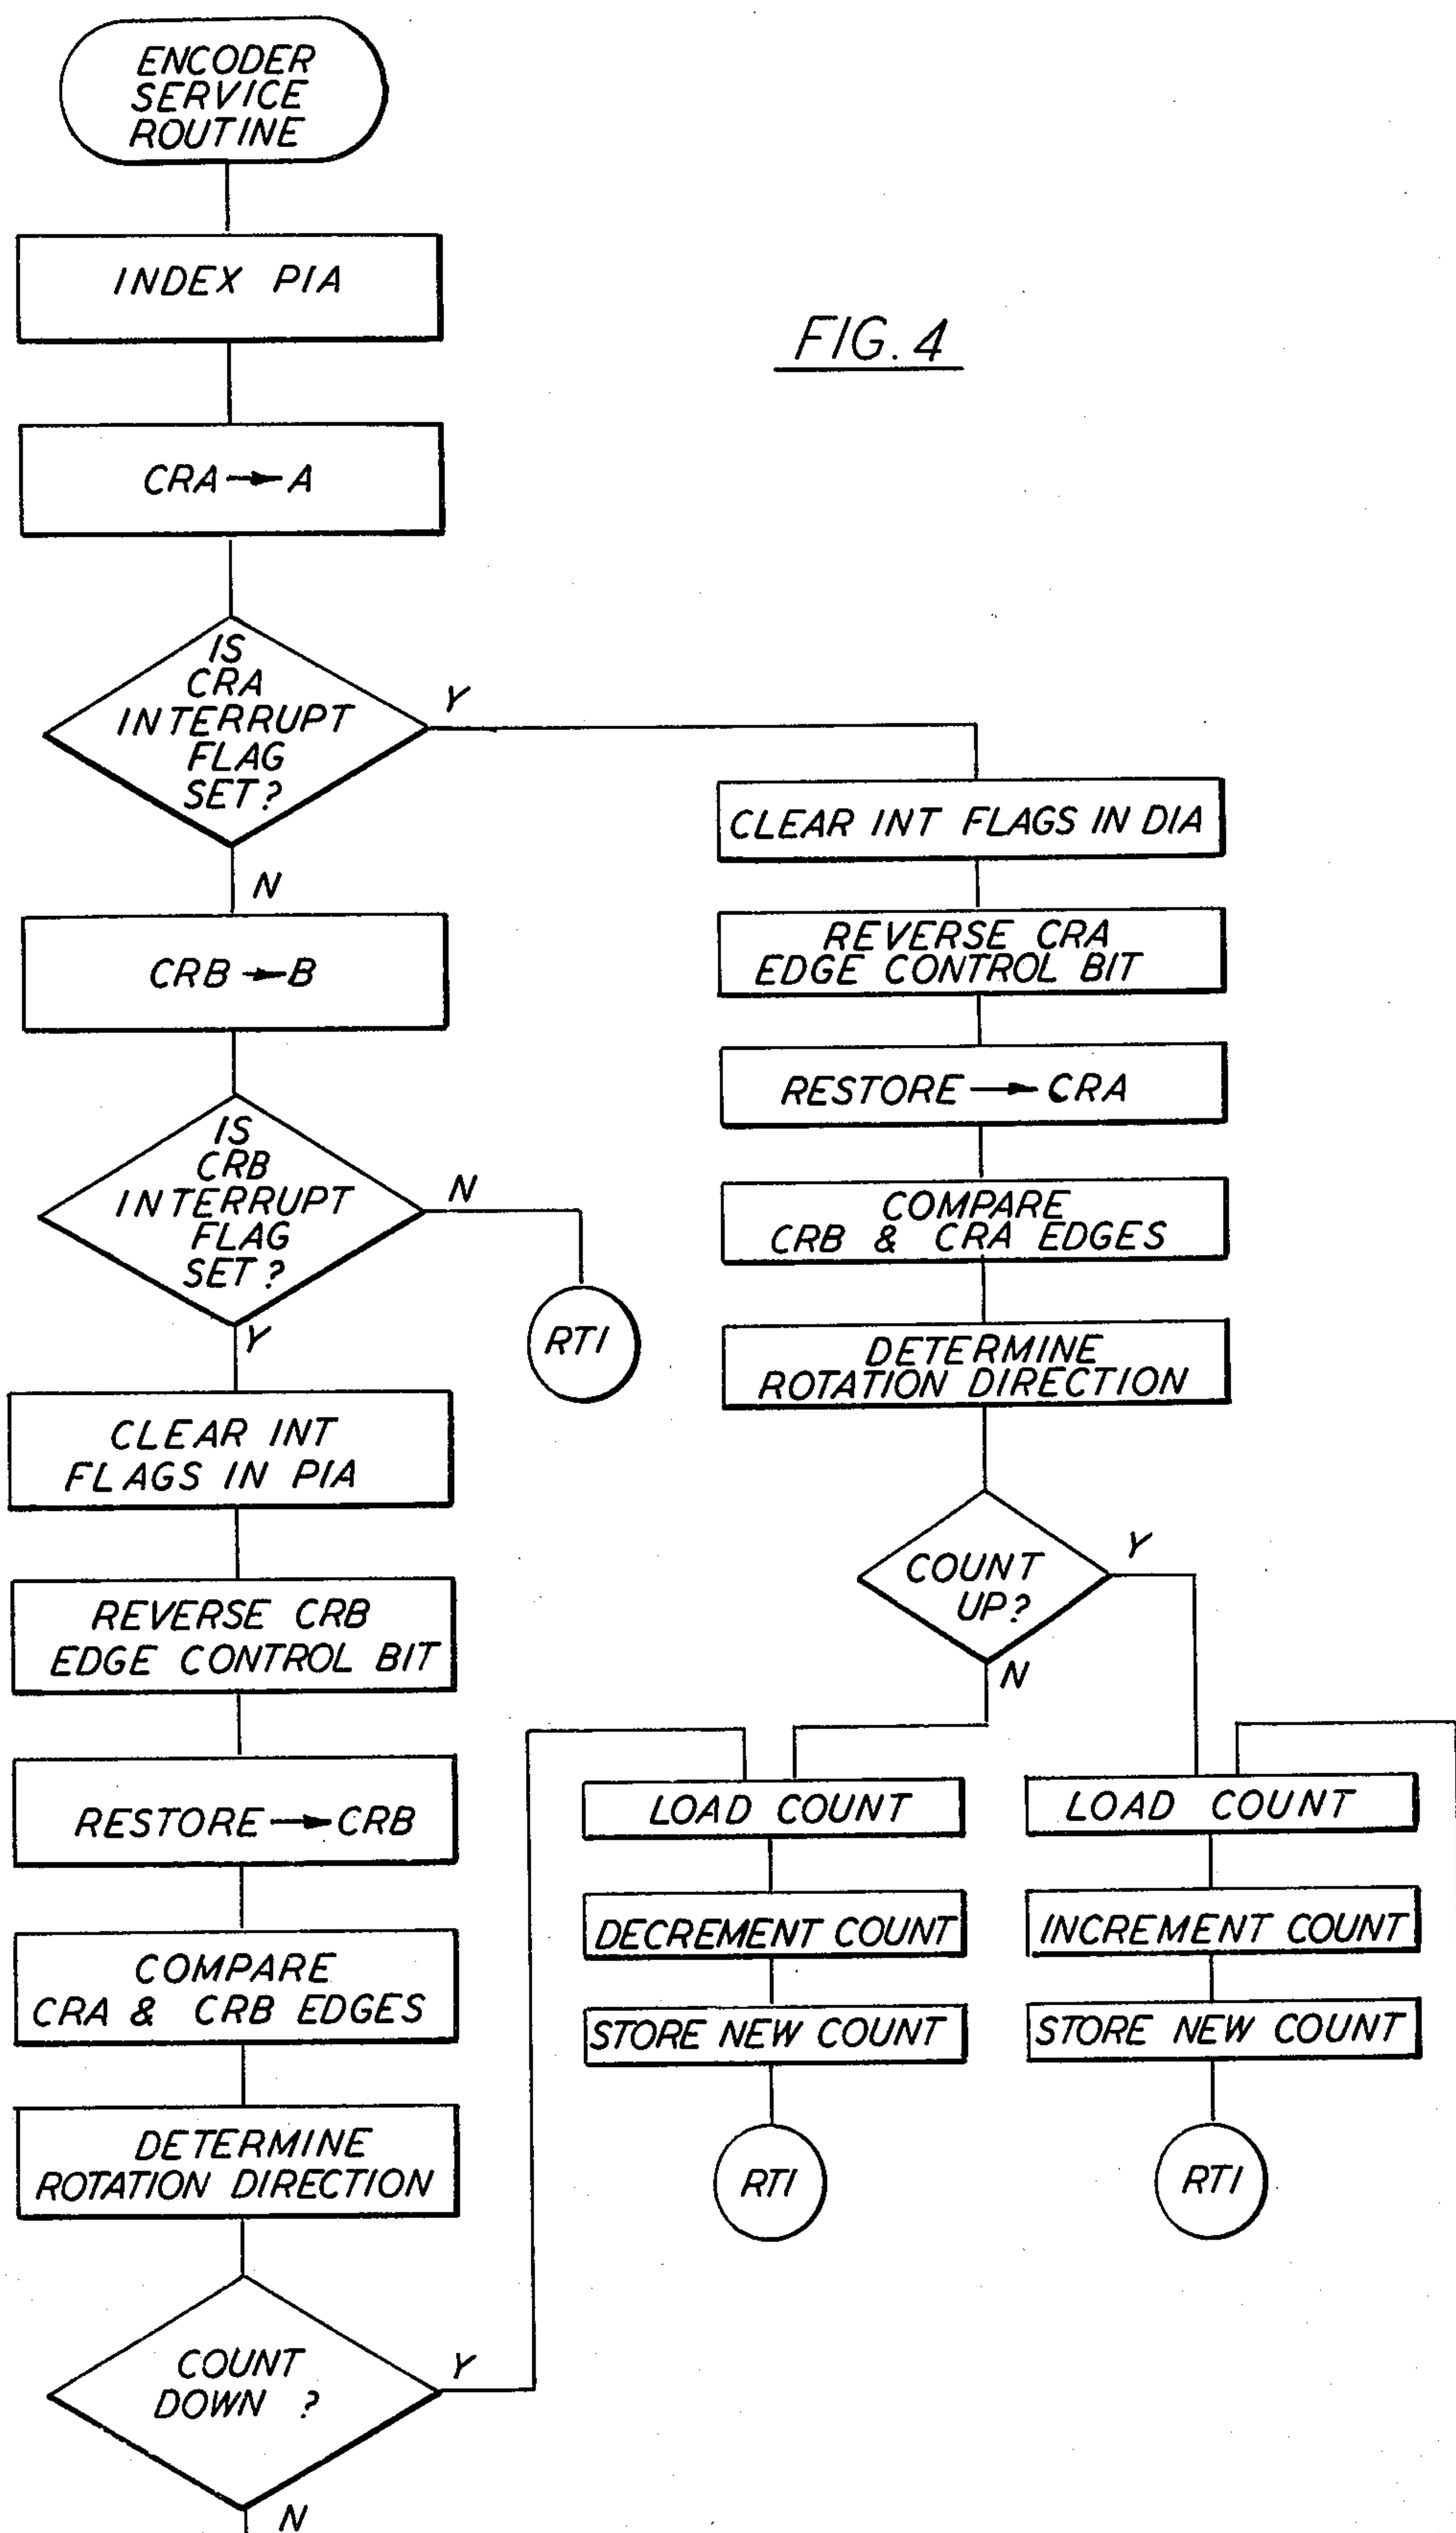 ENCODER
SERVICE
ROUTINE
INDEX PIA
FIG. 4
CRA → A
IS
CRA
INTERRUPT
FLAG
SET?
Y
N
CLEAR INT FLAGS IN DIA
REVERSE CRA
EDGE CONTROL BIT
CRB → B
RESTORE → CRA
IS
CRB
INTERRUPT
FLAG
SET?
N
Y
RTI
COMPARE
CRB & CRA EDGES
DETERMINE
ROTATION DIRECTION
CLEAR INT
FLAGS IN PIA
COUNT
UP?
Y
N
REVERSE CRB
EDGE CONTROL BIT
RESTORE → CRB
LOAD COUNT
LOAD COUNT
DECREMENT COUNT
INCREMENT COUNT
COMPARE
CRA & CRB EDGES
STORE NEW COUNT
STORE NEW COUNT
DETERMINE
ROTATION DIRECTION
RTI
RTI
COUNT
DOWN ?
Y
N